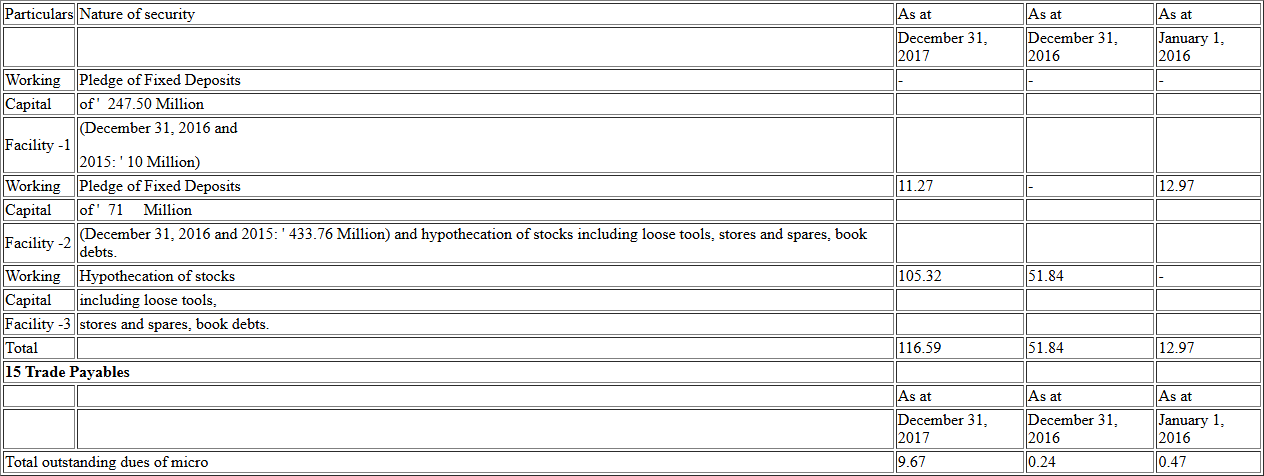 Particulars Nature of security As at As at As at
December 31, December 31, January 1,
2017 2016 2016
Working Pledge of Fixed Deposits - - -
Capital of ' 247.50 Million
(December 31, 2016 and
Facility -1
2015: ' 10 Million)
Working Pledge of Fixed Deposits 11.27 - 12.97
Capital of ' 71 Million
Facility -2 (December 31, 2016 and 2015: ' 433.76 Million) and hypothecation of stocks including loose tools, stores and spares, book
debts.
Working Hypothecation of stocks 105.32 51.84 -
Capital including loose tools,
Facility -3 stores and spares, book debts.
Total 116.59 51.84 12.97
15 Trade Payables
As at As at As at
December 31, December 31, January 1,
2017 2016 2016
Total outstanding dues of micro 9.67 0.24 0.47